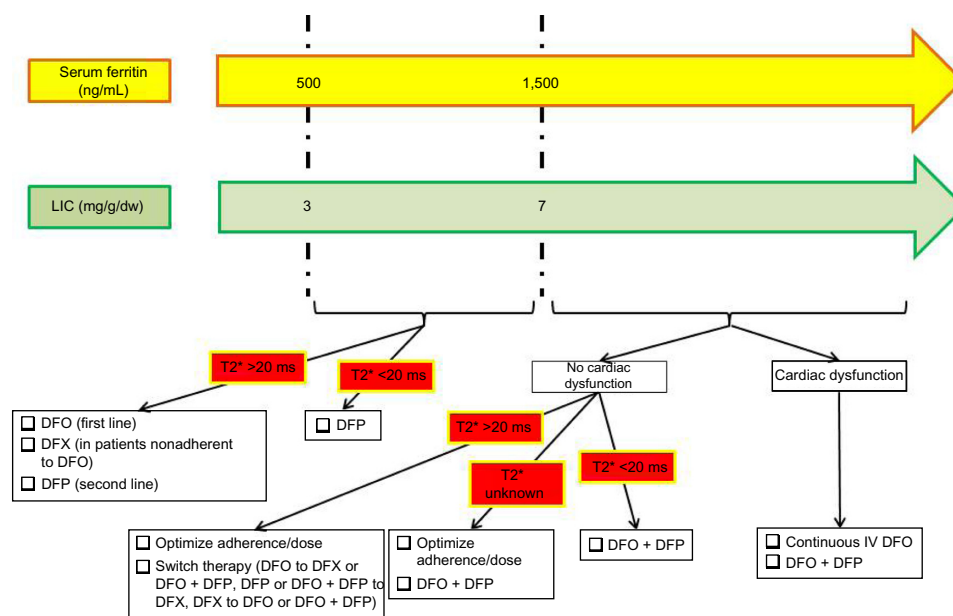 Serum ferritin
(ng/mL)
500
1,500
LIC (mg/g/dw)
3
7
T2* >20 ms
T2* <20 ms
No cardiac
dysfunction
Cardiac dysfunction
DFO (first line)
DFX (in patients nonadherent
to DFO)
DFP (second line)
DFP
T2* >20 ms
T2*
unknown
T2* <20 ms
Optimize adherence/dose
Switch therapy (DFO to DFX or
DFO + DFP, DFP or DFO + DFP to
DFX, DFX to DFO or DFO + DFP)
Optimize
adherence/dose
DFO + DFP
DFO + DFP
Continuous IV DFO
DFO + DFP